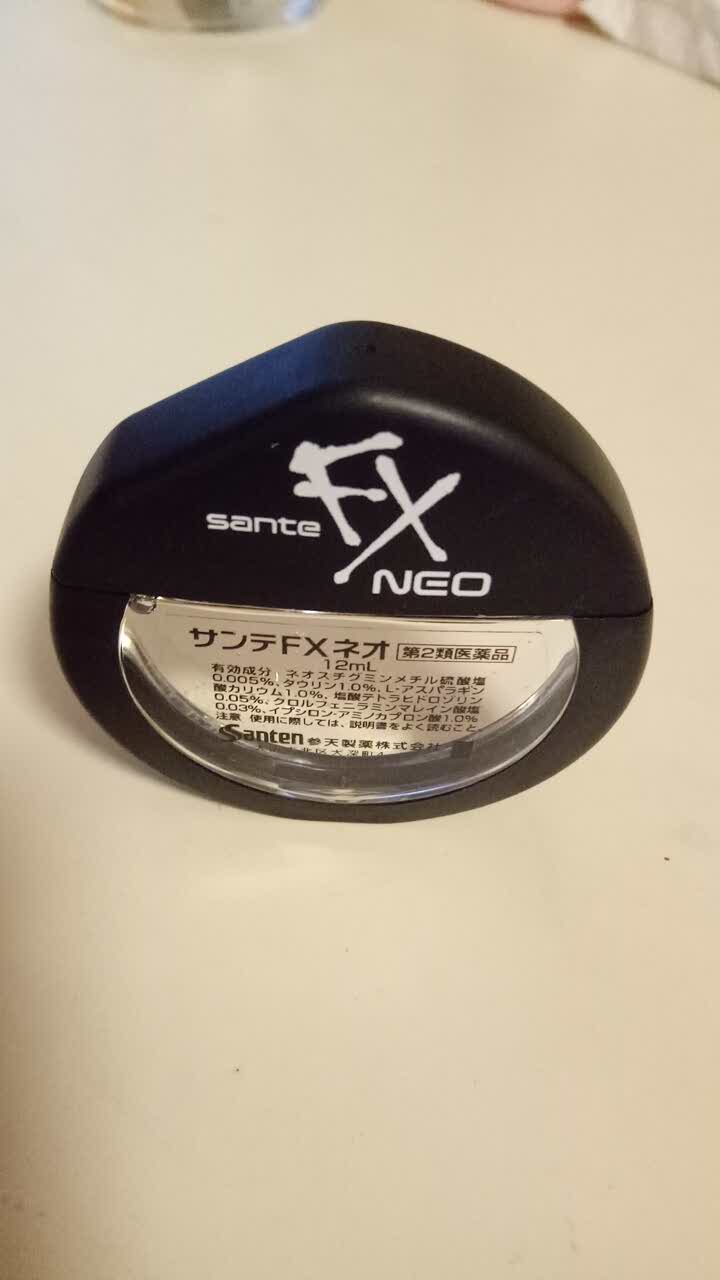 sante FX
NEO
サンテFXネオ 第2類医薬品
12mL
有効成分 ネオスチグミンメチル硫酸塩
0.005%、タウリン1.0%、L-アスパラギン
酸カリウム1.0%、塩酸テトラヒドロゾリン
0.05%、クロルフェニラミンマレイン酸塩
0.03%、イプシロン-アミノカプロン酸1.0%
注意 使用に際しては、説明書をよく読むこと。
Santen 参天製薬株式会社
北区大深町4